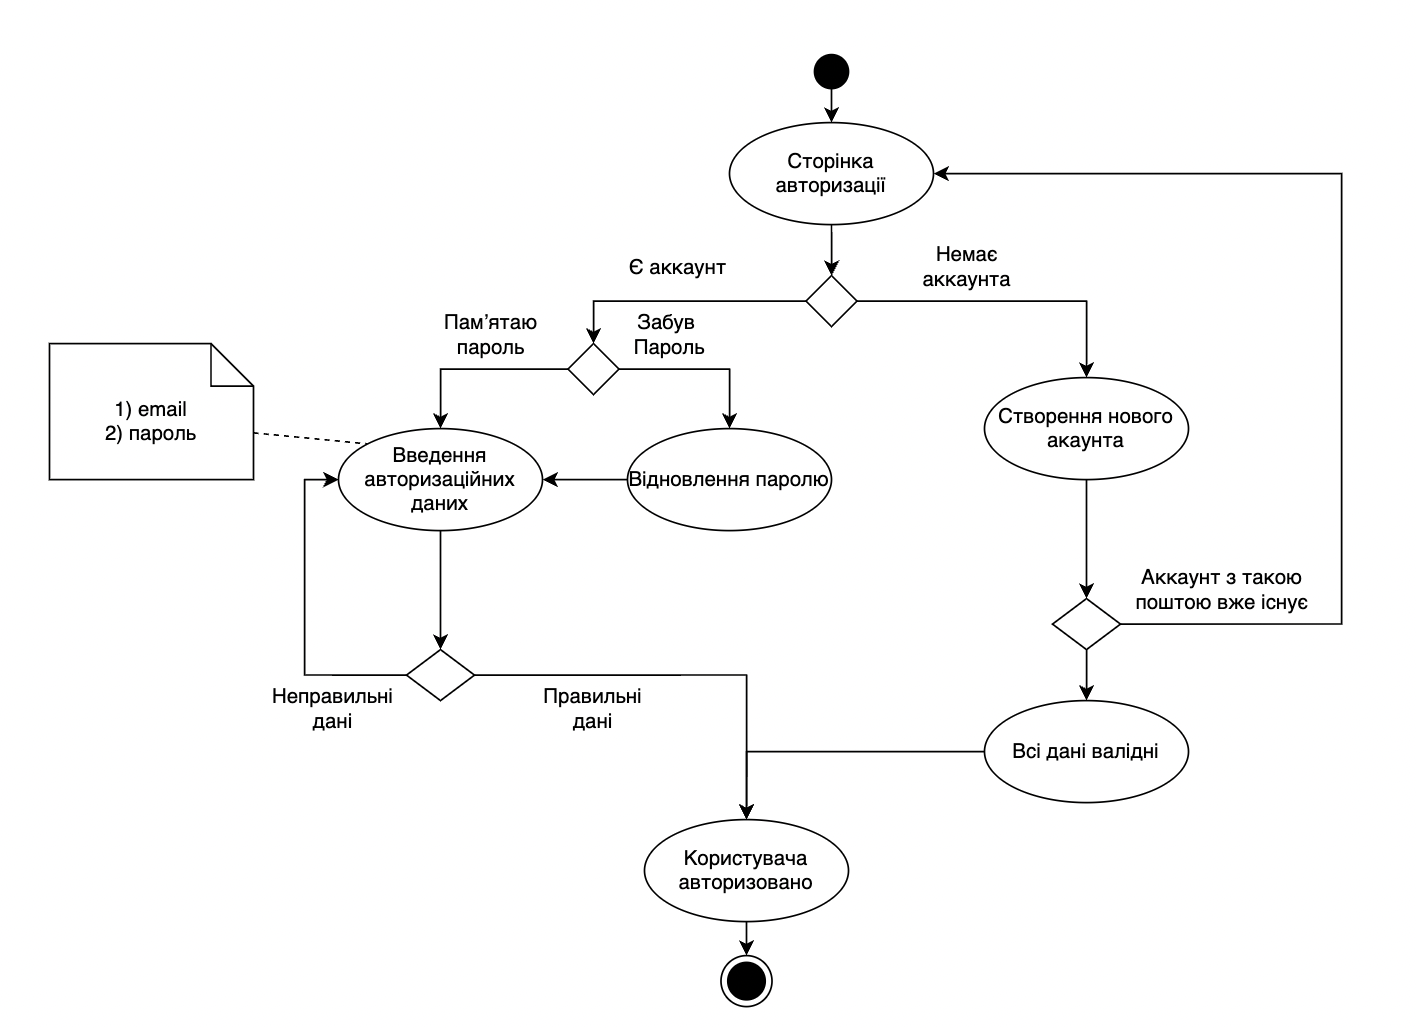 Сторінка
авторизації
Є аккаунт
Немає
аккаунта
Пам’ятаю
пароль
Забув
Пароль
1) email
2) пароль
Введення
авторизаційних
даних
Відновлення паролю
Створення нового
акаунта
Аккаунт з такою
поштою вже існує
Неправильні
дані
Правильні
дані
Всі дані валідні
Користувача
авторизовано